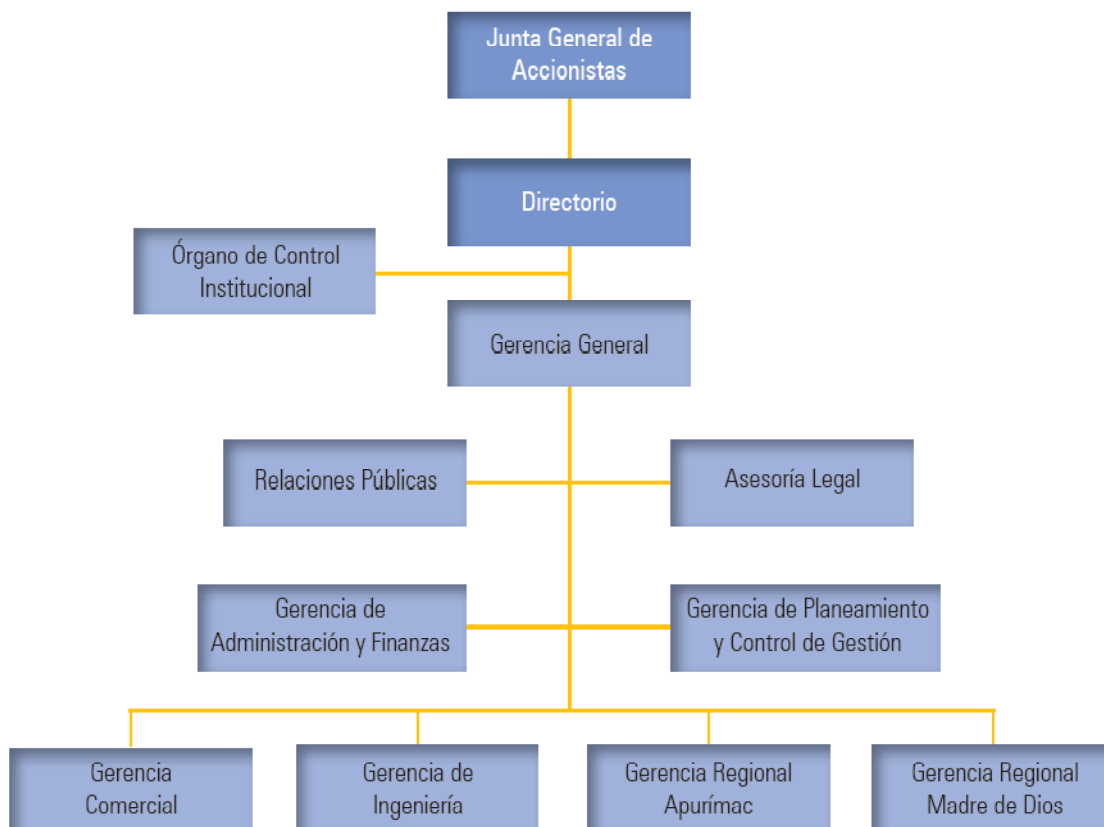 Junta General de
Accionistas
Directorio
Órgano de Control
Institucional
Gerencia General
Relaciones Públicas
Asesoría Legal
Gerencia de
Administración y Finanzas
Gerencia de Planeamiento
y Control de Gestión
Gerencia
Comercial
Gerencia de
Ingeniería
Gerencia Regional
Apurímac
Gerencia Regional
Madre de Dios